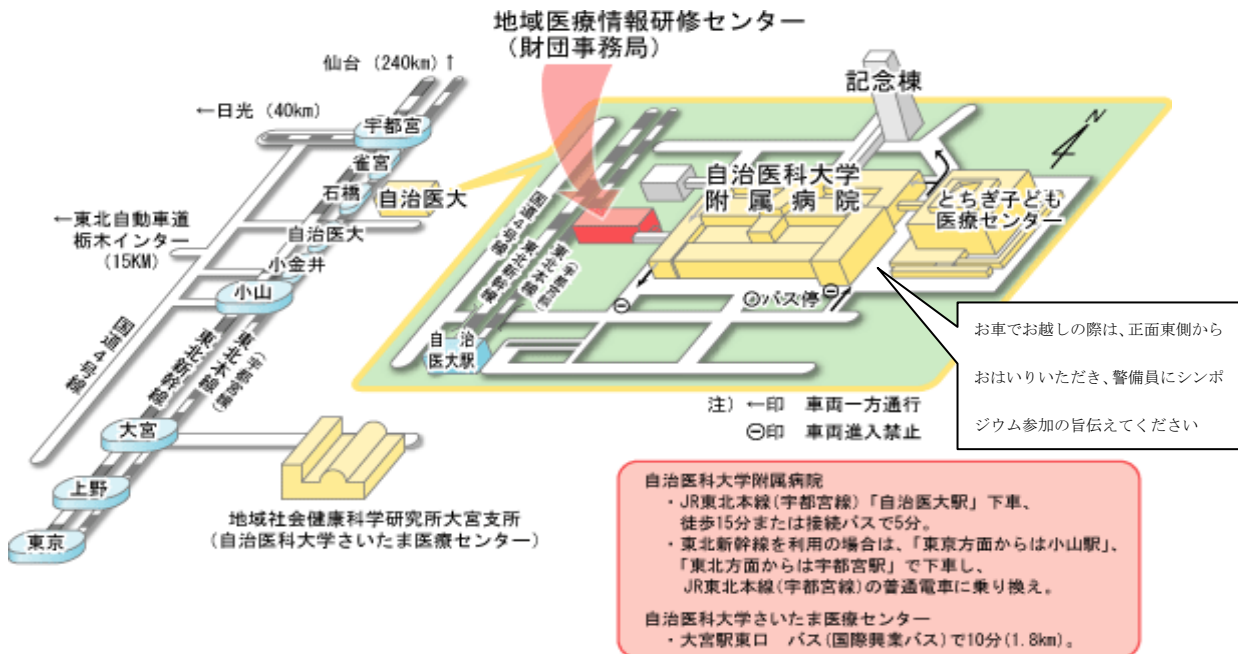 地域医療情報研修センター
(財団事務局)
仙台 (240km) ↑
←日光 (40km)
宇都宮
雀宮
石橋
自治医大
←東北自動車道
栃木インター
(15KM)
自治医大
小金井
小山
国道4号線
東北新幹線
東北本線
(宇都宮線)
大宮
上野
東京
地域社会健康科学研究所大宮支所
(自治医科大学さいたま医療センター)
記念棟
N
自治医科大学
附属病院
とちぎ子ども
医療センター
国道4号線
東北新幹線
東北本線
(宇都宮線)
バス停
自治
医大駅
注) ←印 車両一方通行
⊖印 車両進入禁止
お車でお越しの際は、正面東側から
おはいりいただき、警備員にシンポ
ジウム参加の旨伝えてください
自治医科大学附属病院
・JR東北本線(宇都宮線)「自治医大駅」下車、
徒歩15分または接続バスで5分。
・東北新幹線を利用の場合は、「東京方面からは小山駅」、
「東北方面からは宇都宮駅」で下車し、
JR東北本線(宇都宮線)の普通電車に乗り換え。
自治医科大学さいたま医療センター
・大宮駅東口 バス(国際興業バス)で10分(1.8km)。